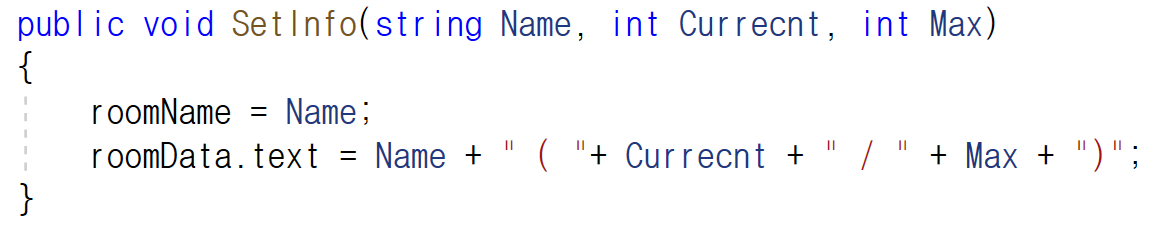 public void SetInfo(string Name, int Currecnt, int Max)
{
    roomName = Name;
    roomData.text = Name + " ( "+ Currecnt + " / " + Max + ")";
}